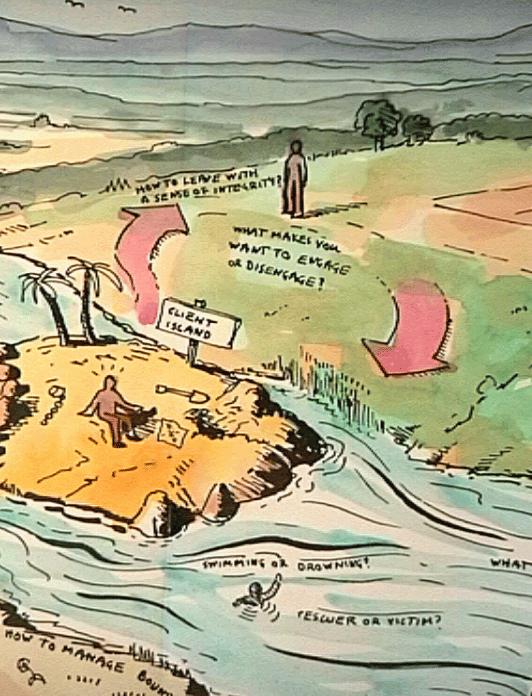 HOW TO LEAVE WITH
A SENSE OF INTEGRITY?
WHAT MAKES YOU
WANT TO ENGAGE
OR DISENGAGE?
CLIENT
ISLAND
SWIMMING OR DROWNING?
WHAT
RESCUER OR VICTIM?
HOW TO MANAGE